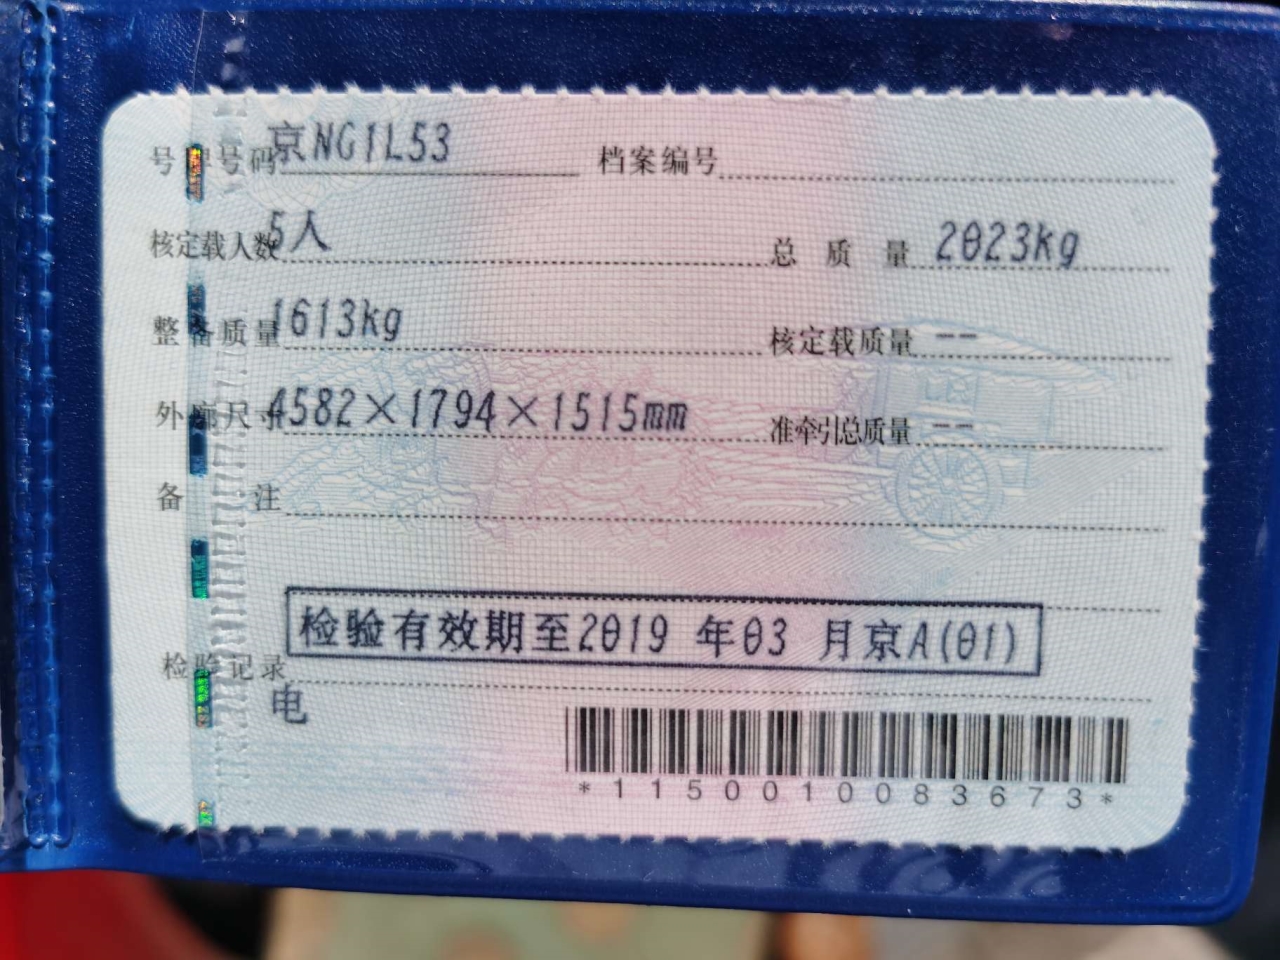 号牌号码 京NG1L53 档案编号
核定载人数 5人 总质量 2023kg
整备质量 1613kg 核定载质量 --
外廓尺寸 4582×1794×1515mm 准牵引总质量 --
备注
检验有效期至2019 年03 月京A(01)
检验记录
电
*1150010083673*